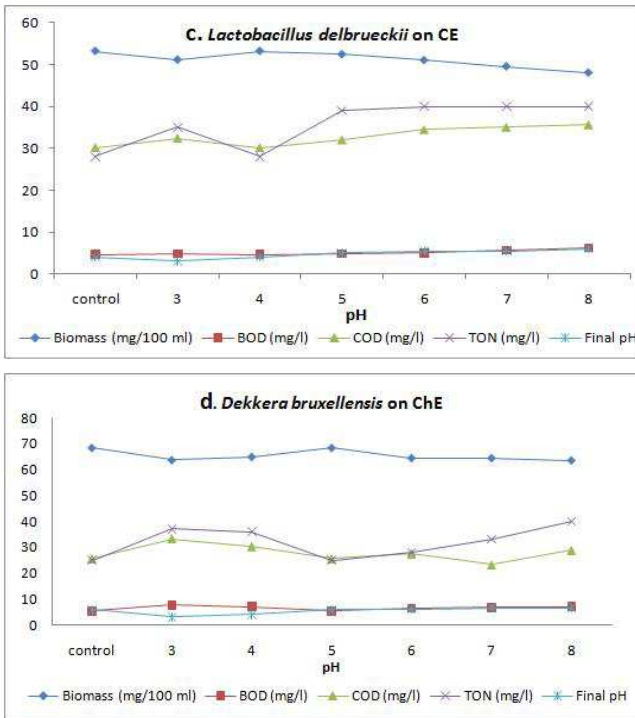 c. Lactobacillus delbrueckii on CE
60
50
40
30
20
10
0
control 3 4 5 6 7 8
pH
Biomass (mg/100 ml) BOD (mg/l) COD (mg/l) TON (mg/l) Final pH
d. Dekkera bruxellensis on ChE
80
70
60
50
40
30
20
10
0
control 3 4 5 6 7 8
pH
Biomass (mg/100 ml) BOD (mg/l) COD (mg/l) TON (mg/l) Final pH